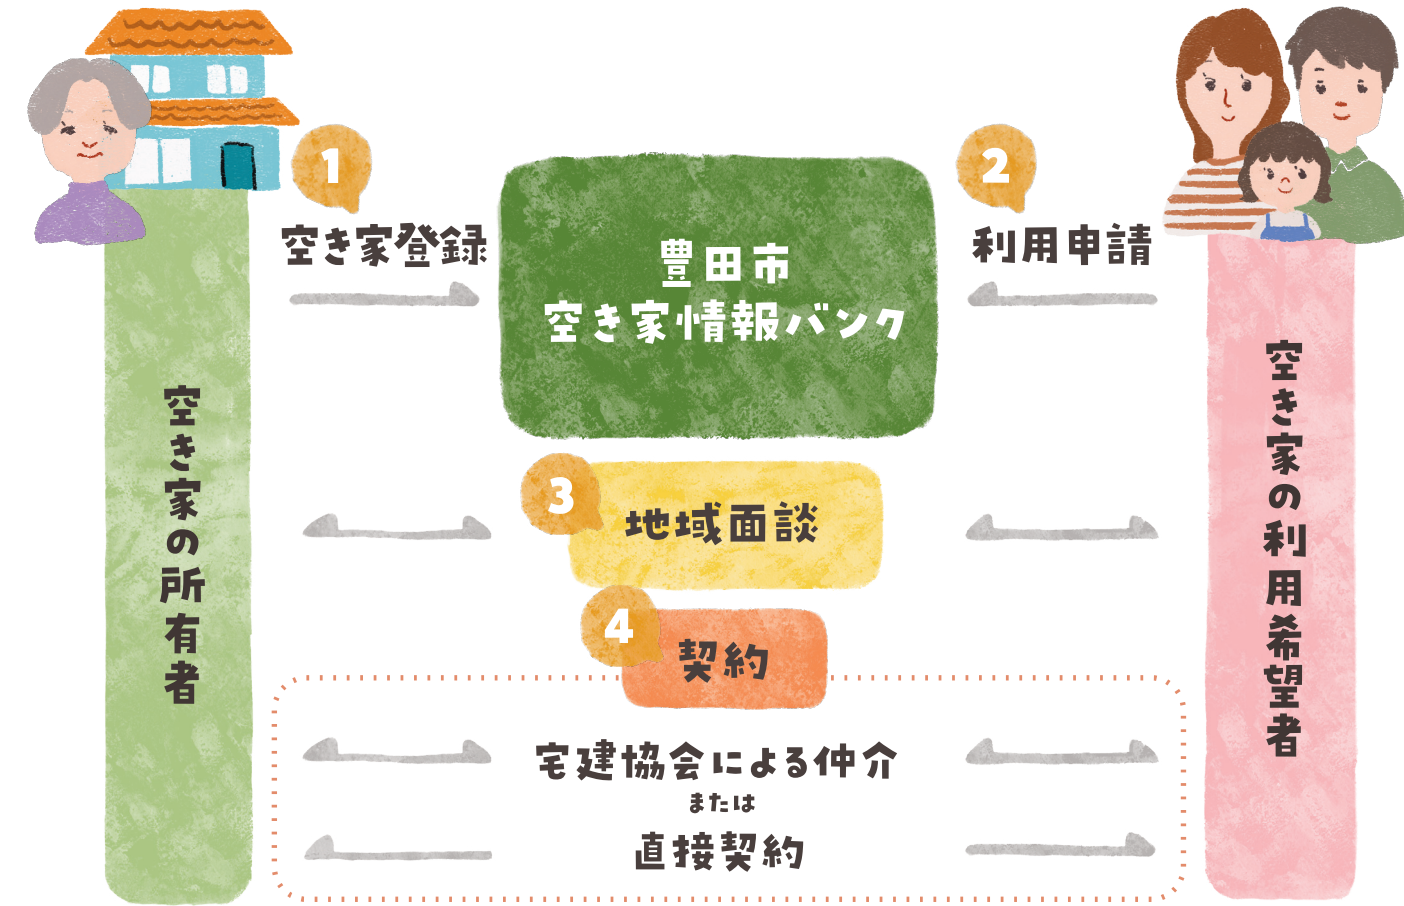 1
空き家登録
豊田市
空き家情報バンク
2
利用申請
空き家の所有者
空き家の利用希望者
3
地域面談
4
契約
宅建協会による仲介
または
直接契約